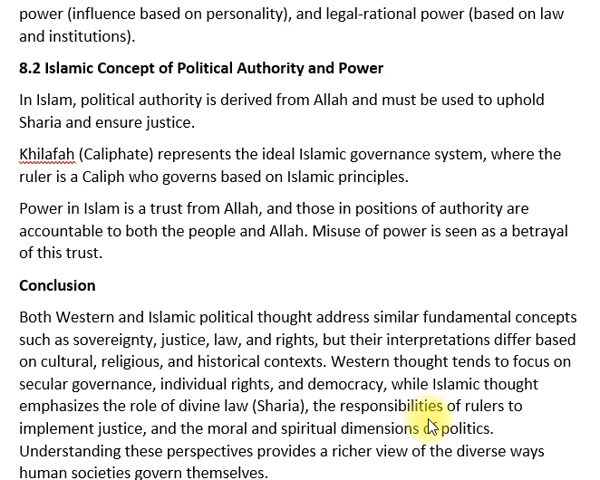 power (influence based on personality), and legal-rational power (based on law
and institutions).
8.2 Islamic Concept of Political Authority and Power
In Islam, political authority is derived from Allah and must be used to uphold
Sharia and ensure justice.
Khilafah (Caliphate) represents the ideal Islamic governance system, where the
ruler is a Caliph who governs based on Islamic principles.
Power in Islam is a trust from Allah, and those in positions of authority are
accountable to both the people and Allah. Misuse of power is seen as a betrayal
of this trust.
Conclusion
Both Western and Islamic political thought address similar fundamental concepts
such as sovereignty, justice, law, and rights, but their interpretations differ based
on cultural, religious, and historical contexts. Western thought tends to focus on
secular governance, individual rights, and democracy, while Islamic thought
emphasizes the role of divine law (Sharia), the responsibilities of rulers to
implement justice, and the moral and spiritual dimensions of politics.
Understanding these perspectives provides a richer view of the diverse ways
human societies govern themselves.